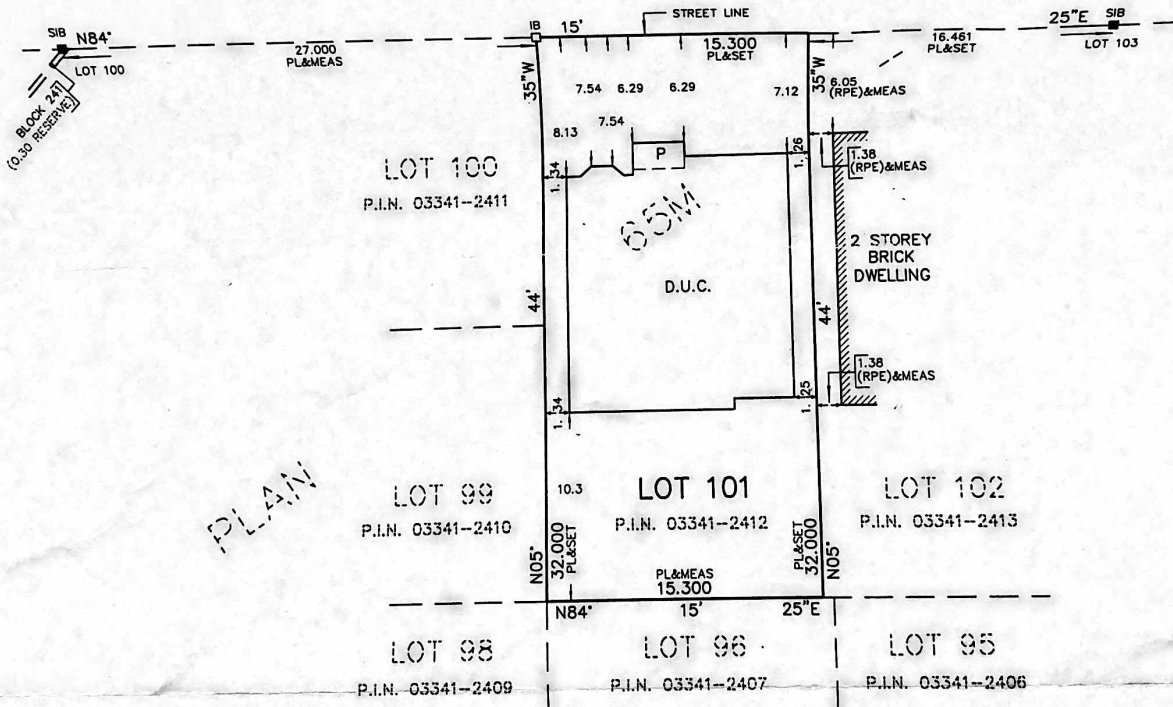 SIB N84° 27.000 PL&MEAS
LOT 100
BLOCK 241
(0.30 RESERVE)
IB 15' STREET LINE
15.300
PL&SET
25"E SIB
16.461
PL&SET
LOT 103
35"W
7.54 6.29 6.29 7.12
35"W
6.05
(RPE)&MEAS
8.13 7.54
P
1.34
1.26
1.38
(RPE)&MEAS
LOT 100
P.I.N. 03341-2411
65M
2 STOREY
BRICK
DWELLING
D.U.C.
44'
44'
1.38
(RPE)&MEAS
1.34
1.25
PLAN
LOT 99
P.I.N. 03341-2410
10.3
LOT 101
P.I.N. 03341-2412
LOT 102
P.I.N. 03341-2413
N05°
32.000
PL&SET
PL&SET
32.000
N05°
PL&MEAS
15.300
N84° 15' 25"E
LOT 98
P.I.N. 03341-2409
LOT 96
P.I.N. 03341-2407
LOT 95
P.I.N. 03341-2406